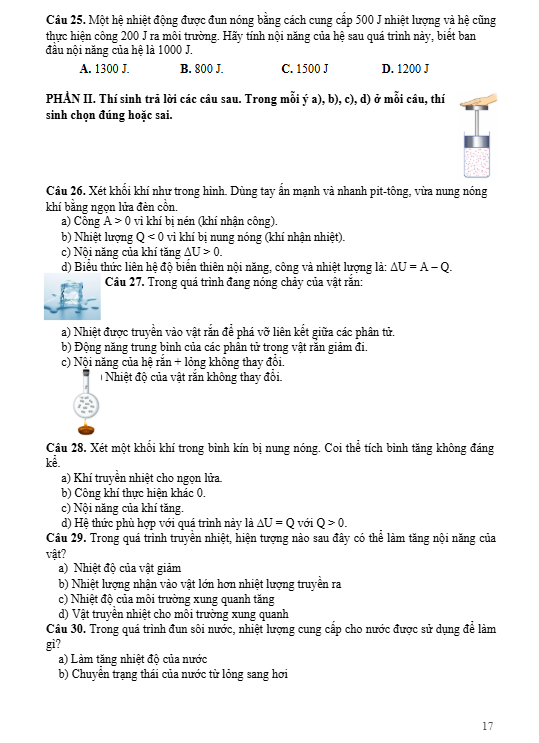 Câu 25. Một hệ nhiệt động được đun nóng bằng cách cung cấp 500 J nhiệt lượng và hệ cũng
thực hiện công 200 J ra môi trường. Hãy tính nội năng của hệ sau quá trình này, biết ban
đầu nội năng của hệ là 1000 J.
A. 1300 J. B. 800 J. C. 1500 J D. 1200 J
PHẦN II. Thí sinh trả lời các câu sau. Trong mỗi ý a), b), c), d) ở mỗi câu, thí
sinh chọn đúng hoặc sai.
Câu 26. Xét khối khí như trong hình. Dùng tay ấn mạnh và nhanh pit-tông, vừa nung nóng
khí bằng ngọn lửa đèn cồn.
a) Công A > 0 vì khí bị nén (khí nhận công).
b) Nhiệt lượng Q < 0 vì khí bị nung nóng (khí nhận nhiệt).
c) Nội năng của khí tăng ΔU > 0.
d) Biểu thức liên hệ độ biến thiên nội năng, công và nhiệt lượng là: ΔU = A – Q.
Câu 27. Trong quá trình đang nóng chảy của vật rắn:
a) Nhiệt được truyền vào vật rắn để phá vỡ liên kết giữa các phân tử.
b) Động năng trung bình của các phân tử trong vật rắn giảm đi.
c) Nội năng của hệ rắn + lỏng không thay đổi.
) Nhiệt độ của vật rắn không thay đổi.
Câu 28. Xét một khối khí trong bình kín bị nung nóng. Coi thể tích bình tăng không đáng
kể.
a) Khí truyền nhiệt cho ngọn lửa.
b) Công khí thực hiện khác 0.
c) Nội năng của khí tăng.
d) Hệ thức phù hợp với quá trình này là ΔU = Q với Q > 0.
Câu 29. Trong quá trình truyền nhiệt, hiện tượng nào sau đây có thể làm tăng nội năng của
vật?
a) Nhiệt độ của vật giảm
b) Nhiệt lượng nhận vào vật lớn hơn nhiệt lượng truyền ra
c) Nhiệt độ của môi trường xung quanh tăng
d) Vật truyền nhiệt cho môi trường xung quanh
Câu 30. Trong quá trình đun sôi nước, nhiệt lượng cung cấp cho nước được sử dụng để làm
gì?
a) Làm tăng nhiệt độ của nước
b) Chuyển trạng thái của nước từ lỏng sang hơi
17